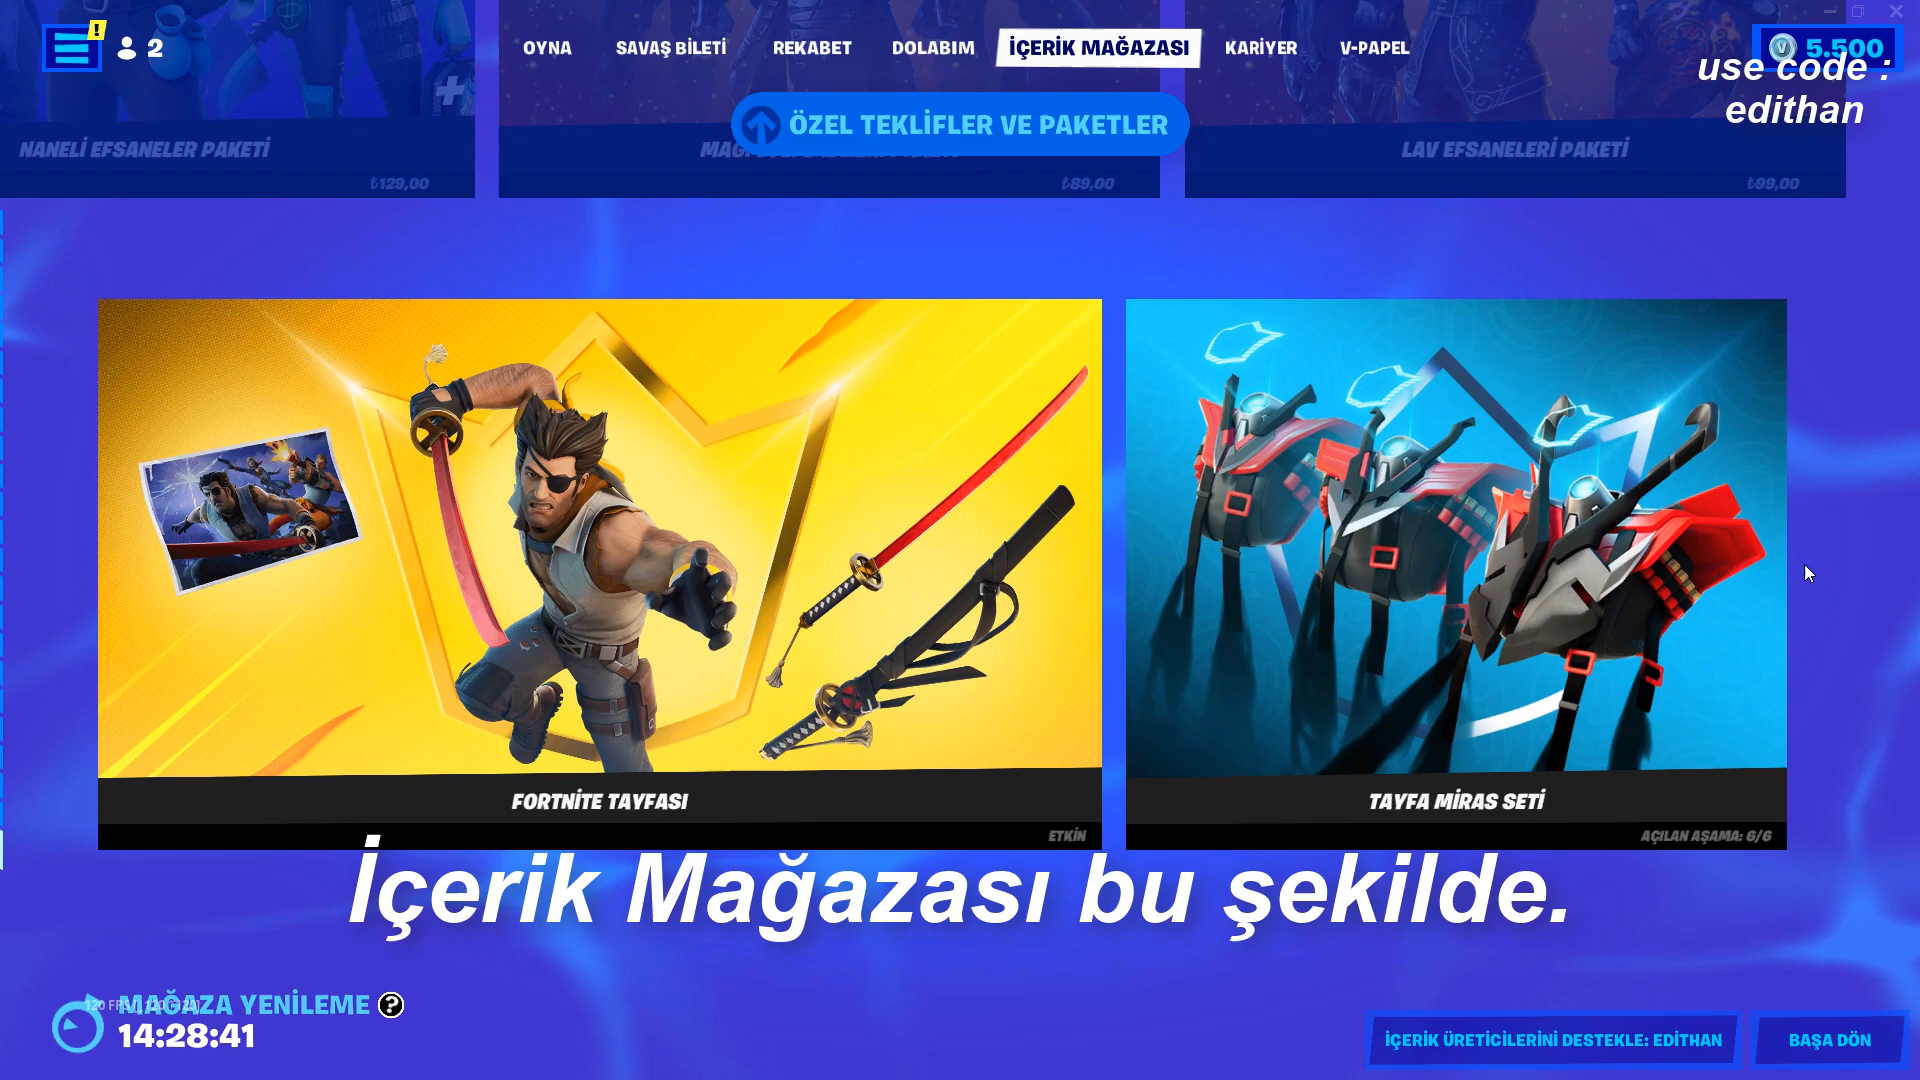 2
OYNA
SAVAŞ BİLETİ
REKABET
DOLABIM
İÇERİK MAĞAZASI
KARİYER
V-PAPEL
5.500
use code :
edithan
ÖZEL TEKLİFLER VE PAKETLER
NANELİ EFSANELER PAKETİ
₺129,00
₺89,00
LAV EFSANELERİ PAKETİ
₺99,00
FORTNİTE TAYFASI
ETKİN
TAYFA MİRAS SETİ
AÇILAN AŞAMA: 6/6
İçerik Mağazası bu şekilde.
MAĞAZA YENİLEME ?
14:28:41
İÇERİK ÜRETİCİLERİNİ DESTEKLE: EDİTHAN
BAŞA DÖN